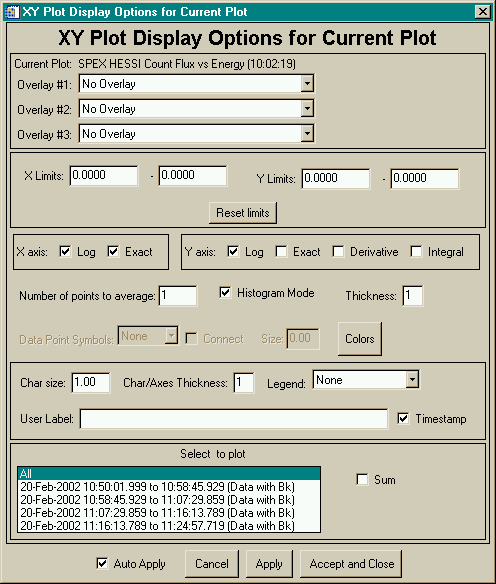 XY Plot Display Options for Current Plot
XY Plot Display Options for Current Plot
Current Plot: SPEX HESSI Count Flux vs Energy (10:02:19)
Overlay #1: No Overlay
Overlay #2: No Overlay
Overlay #3: No Overlay
X Limits: 0.0000 - 0.0000 Y Limits: 0.0000 - 0.0000
Reset limits
X axis: Log Exact Y axis: Log Exact Derivative Integral
Number of points to average: 1 Histogram Mode Thickness: 1
Data Point Symbols: None Connect Size: 0.00 Colors
Char size: 1.00 Char/Axes Thickness: 1 Legend: None
User Label: Timestamp
Select to plot
All
20-Feb-2002 10:50:01.999 to 10:58:45.929 (Data with Bk) Sum
20-Feb-2002 10:58:45.929 to 11:07:29.859 (Data with Bk)
20-Feb-2002 11:07:29.859 to 11:16:13.789 (Data with Bk)
20-Feb-2002 11:16:13.789 to 11:24:57.719 (Data with Bk)
Auto Apply Cancel Apply Accept and Close